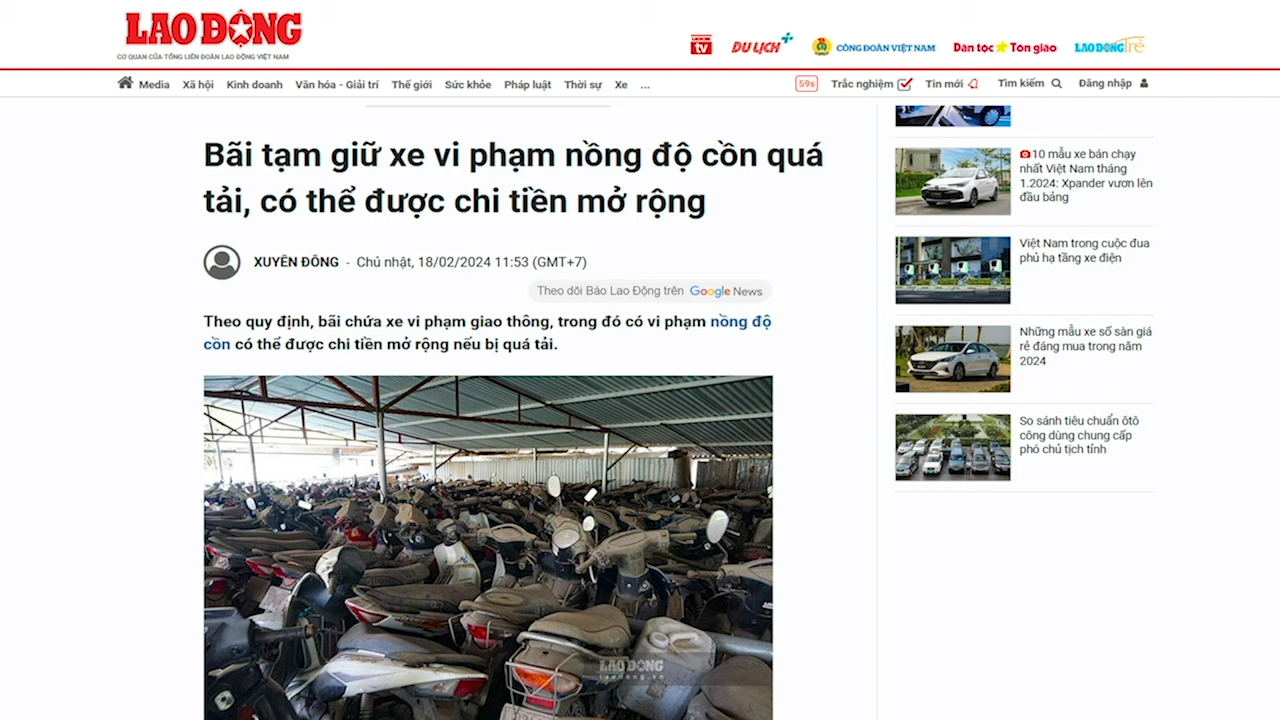 LAO ĐỘNG
CƠ QUAN CỦA TỔNG LIÊN ĐOÀN LAO ĐỘNG VIỆT NAM
tv
DU LỊCH
CÔNG ĐOÀN VIỆT NAM
Dân tộc Tôn giáo
LAO ĐỘNG Trẻ
Media Xã hội Kinh doanh Văn hóa - Giải trí Thế giới Sức khỏe Pháp luật Thời sự Xe ...
59s Trắc nghiệm Tin mới Tìm kiếm Đăng nhập
Bãi tạm giữ xe vi phạm nồng độ cồn quá
tải, có thể được chi tiền mở rộng
XUYÊN ĐÔNG - Chủ nhật, 18/02/2024 11:53 (GMT+7)
Theo dõi Báo Lao Động trên Google News
Theo quy định, bãi chứa xe vi phạm giao thông, trong đó có vi phạm nồng độ
cồn có thể được chi tiền mở rộng nếu bị quá tải.
LAO ĐỘNG
laodong.vn
10 mẫu xe bán chạy
nhất Việt Nam tháng
1.2024: Xpander vươn lên
đầu bảng
Việt Nam trong cuộc đua
phủ hạ tầng xe điện
Những mẫu xe số sàn giá
rẻ đáng mua trong năm
2024
So sánh tiêu chuẩn ôtô
công dùng chung cấp
phó chủ tịch tỉnh